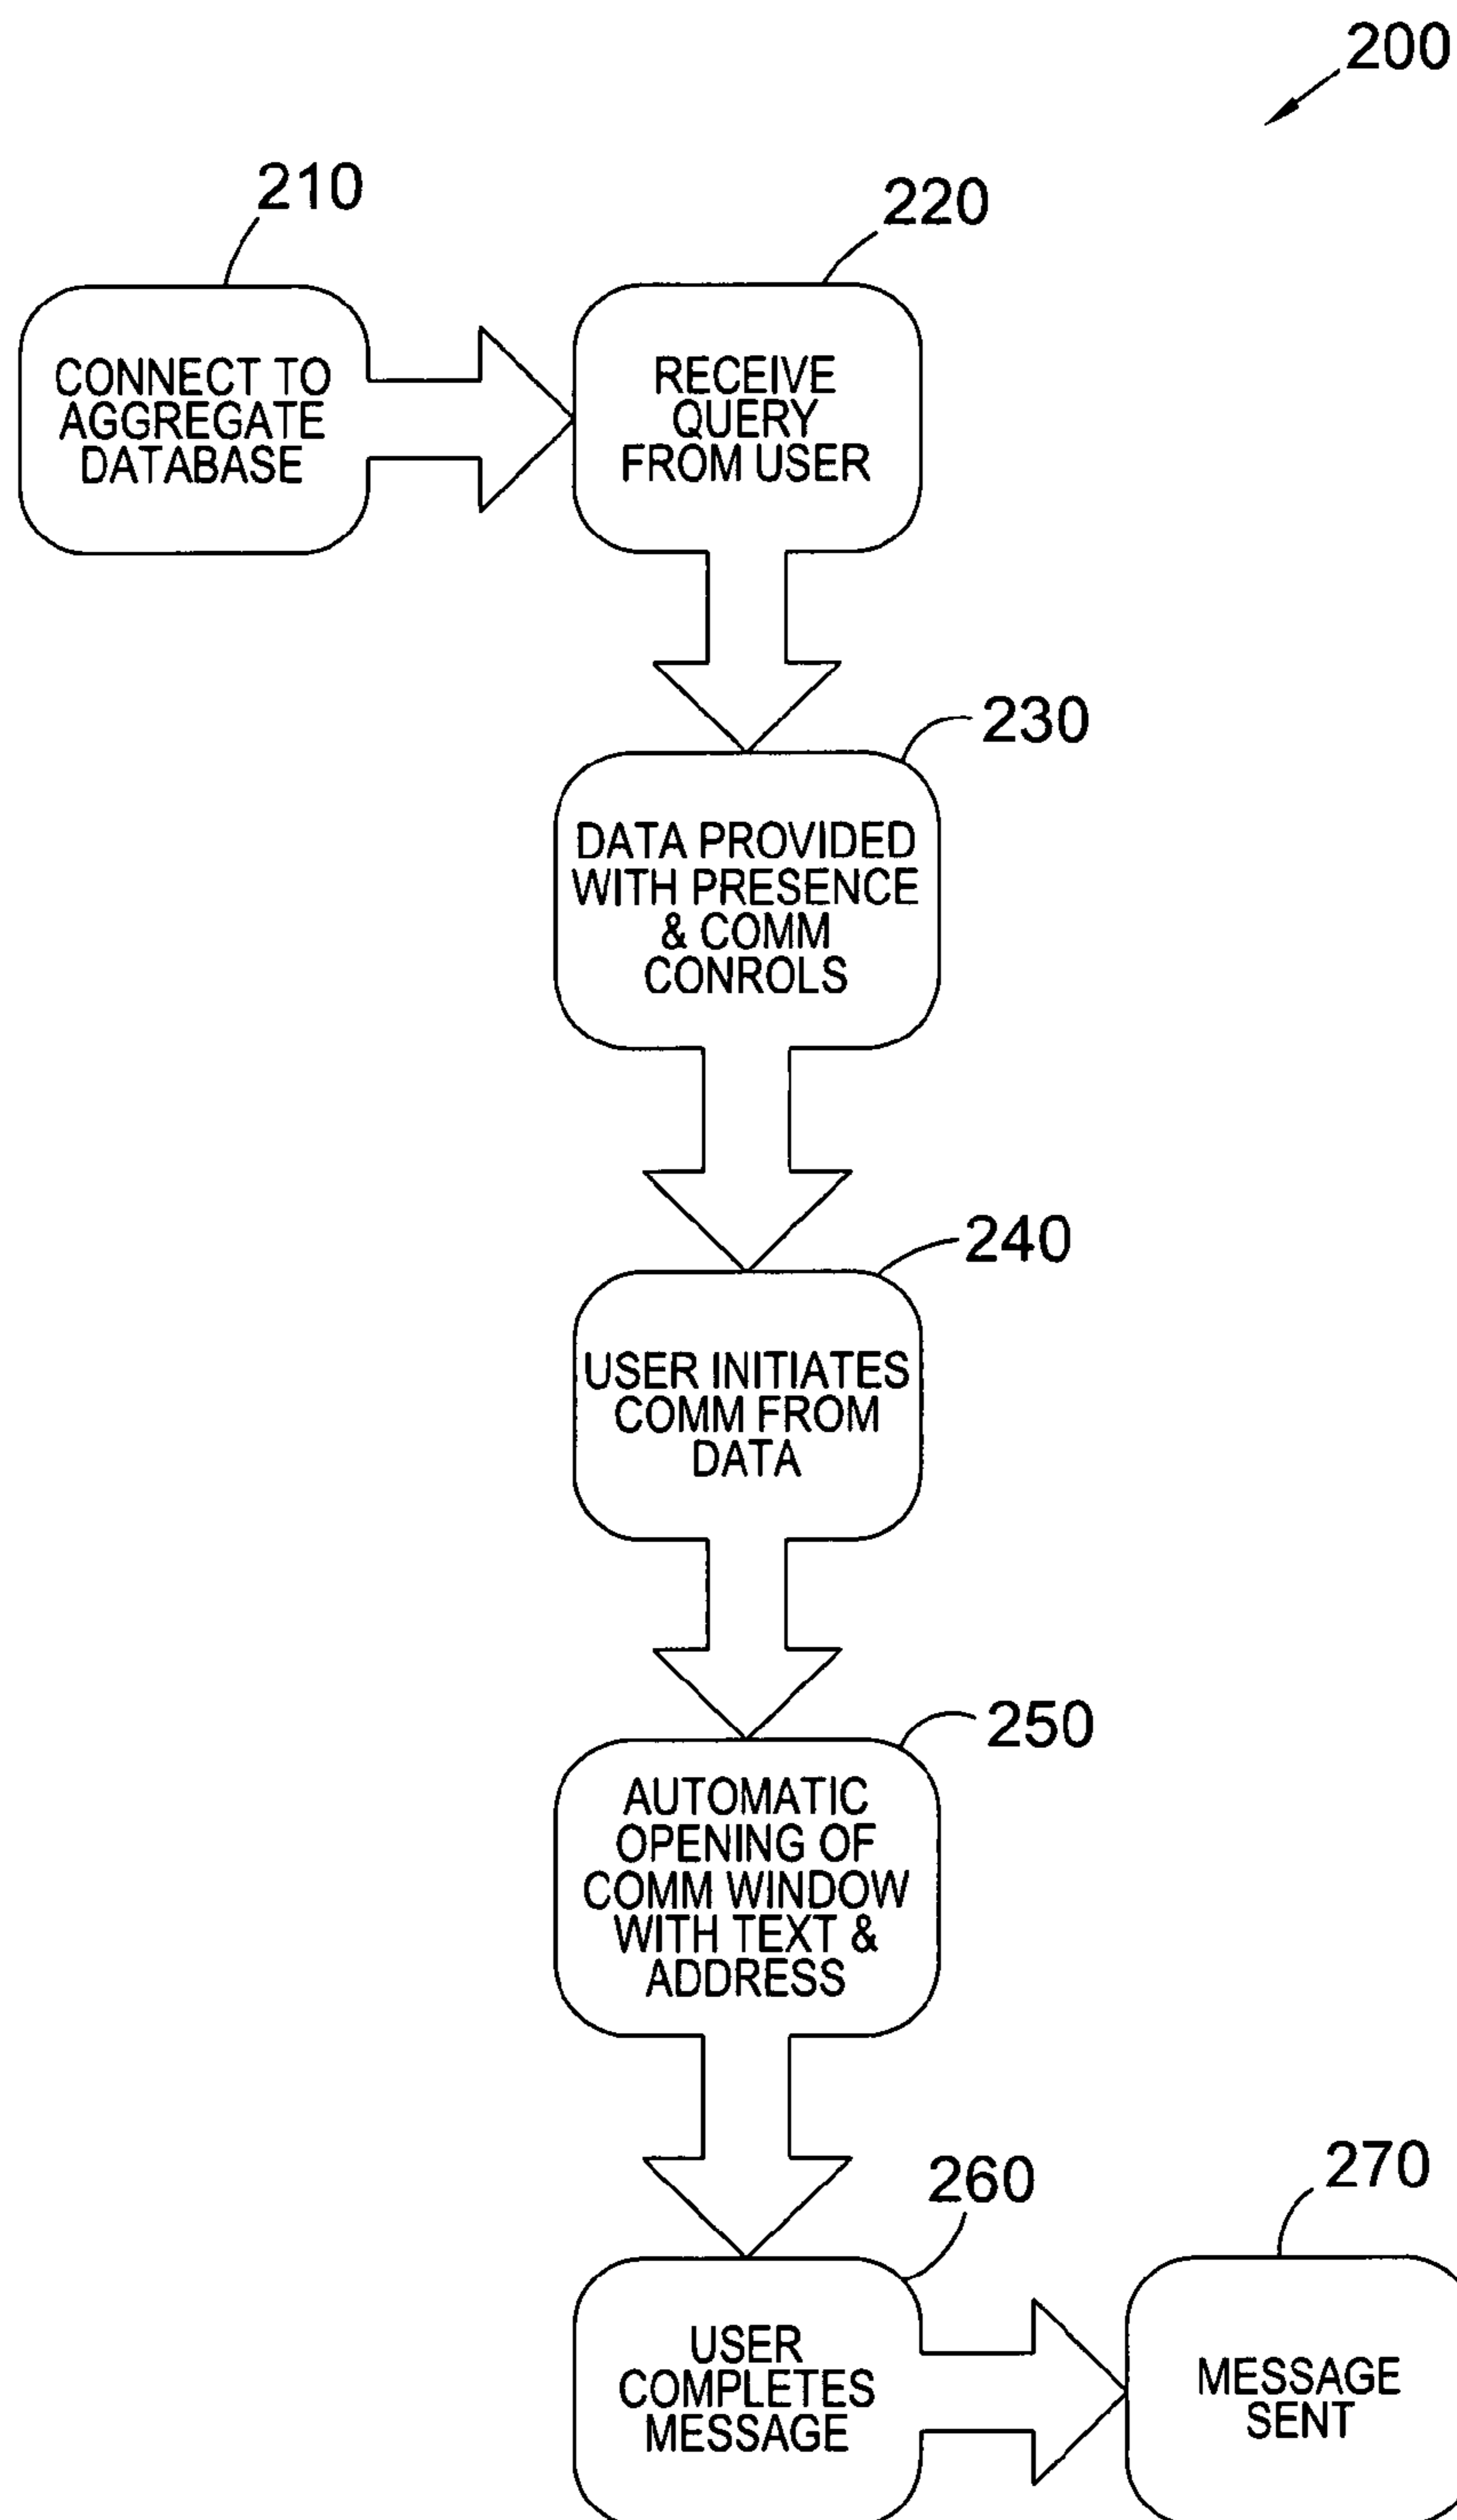 200
210
220
CONNECT TO
AGGREGATE
DATABASE
RECEIVE
QUERY
FROM USER
230
DATA PROVIDED
WITH PRESENCE
& COMM
CONROLS
240
USER INITIATES
COMM FROM
DATA
250
AUTOMATIC
OPENING OF
COMM WINDOW
WITH TEXT &
ADDRESS
260
270
USER
COMPLETES
MESSAGE
MESSAGE
SENT